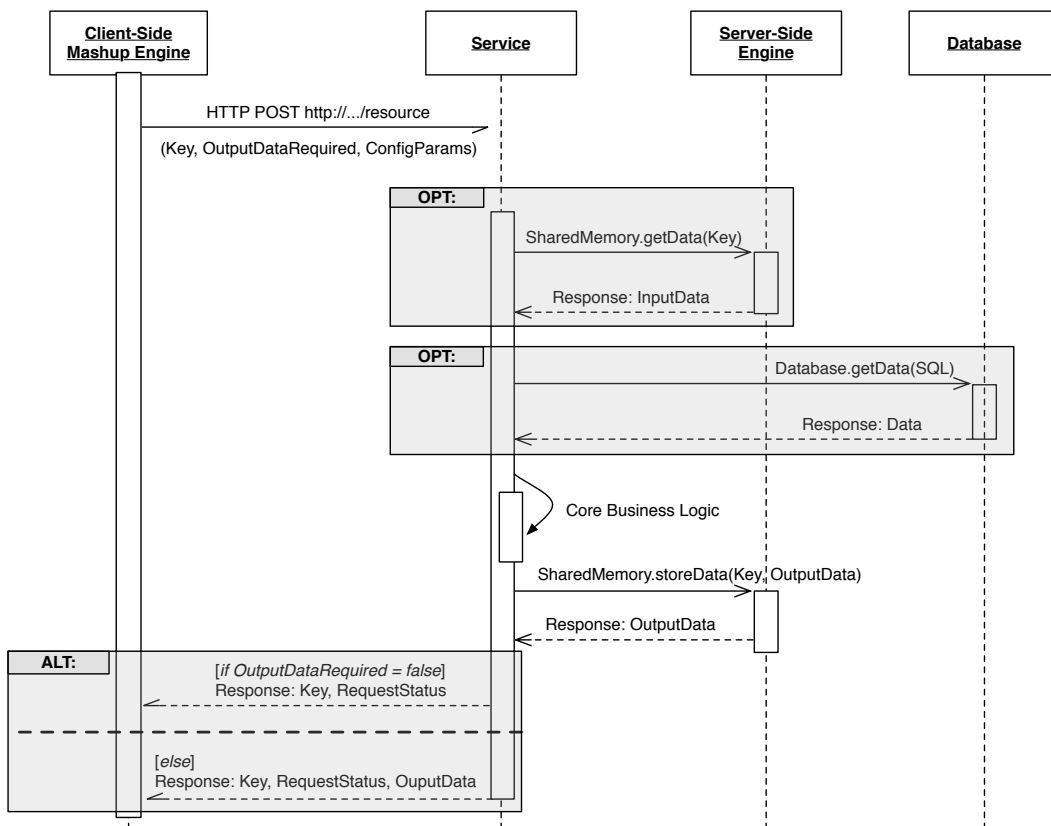 Client-Side
Mashup Engine
Service
Server-Side
Engine
Database
HTTP POST http://.../resource
(Key, OutputDataRequired, ConfigParams)
OPT:
SharedMemory.getData(Key)
Response: InputData
OPT:
Database.getData(SQL)
Response: Data
Core Business Logic
SharedMemory.storeData(Key, OutputData)
Response: OutputData
ALT:
[if OutputDataRequired = false]
Response: Key, RequestStatus
[else]
Response: Key, RequestStatus, OuputData